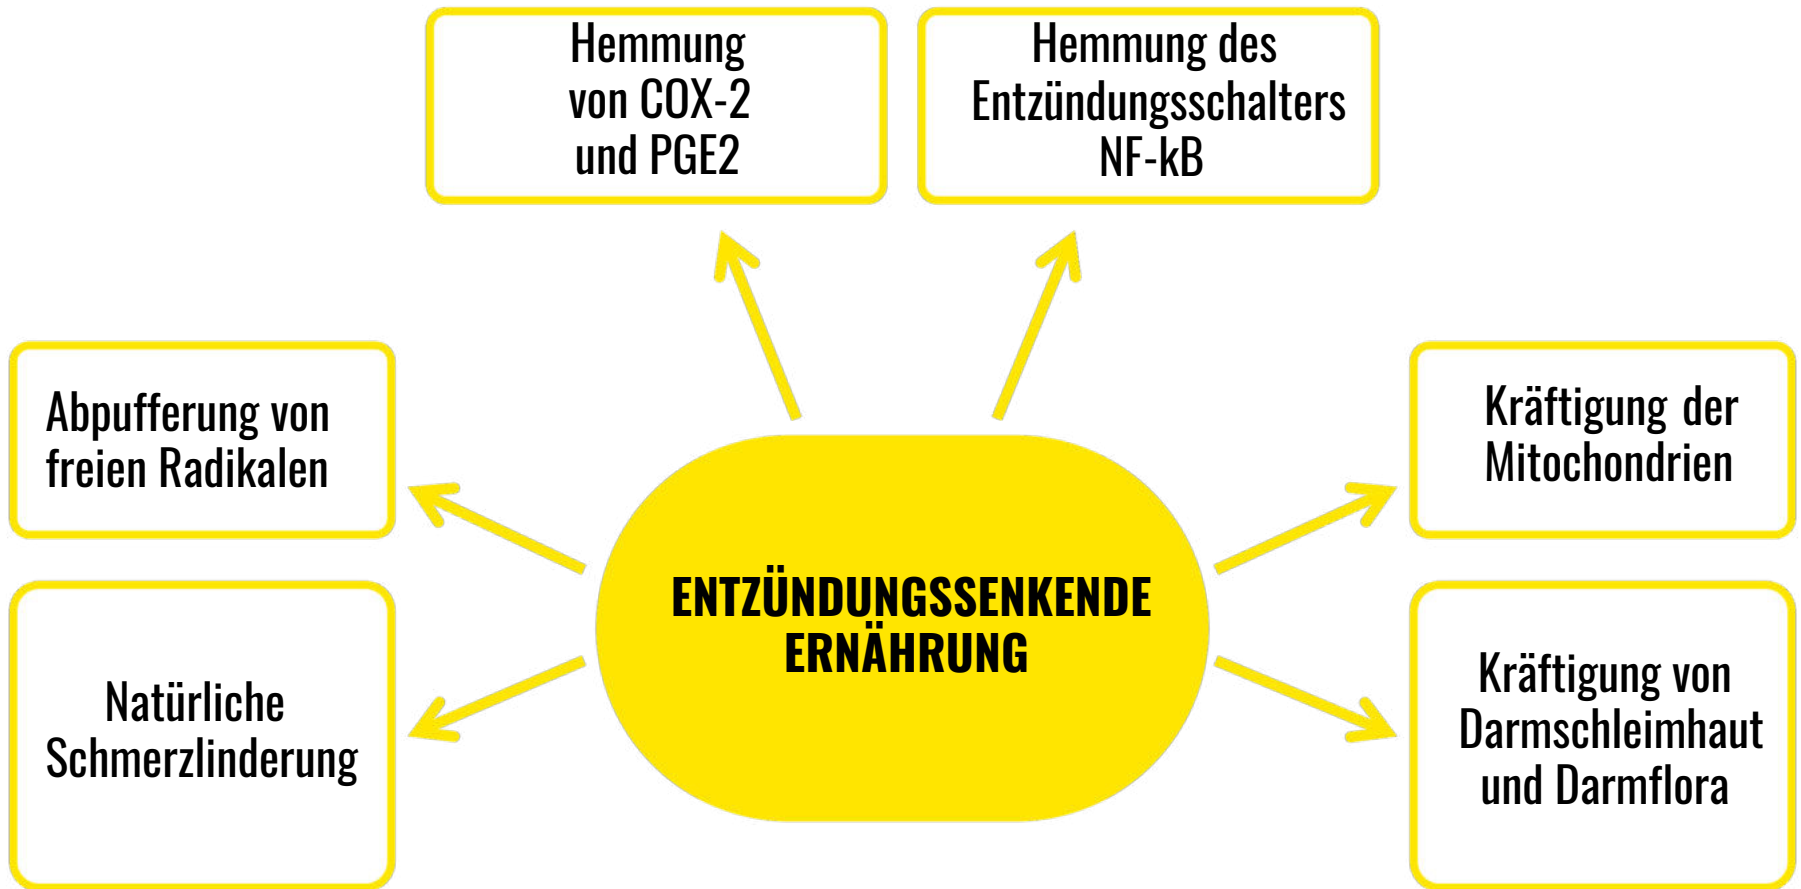 Hemmung
von COX-2
und PGE2
Hemmung des
Entzündungsschalters
NF-kB
Abpufferung von
freien Radikalen
Kräftigung der
Mitochondrien
ENTZÜNDUNGSSENKENDE
ERNÄHRUNG
Natürliche
Schmerzlinderung
Kräftigung von
Darmschleimhaut
und Darmflora